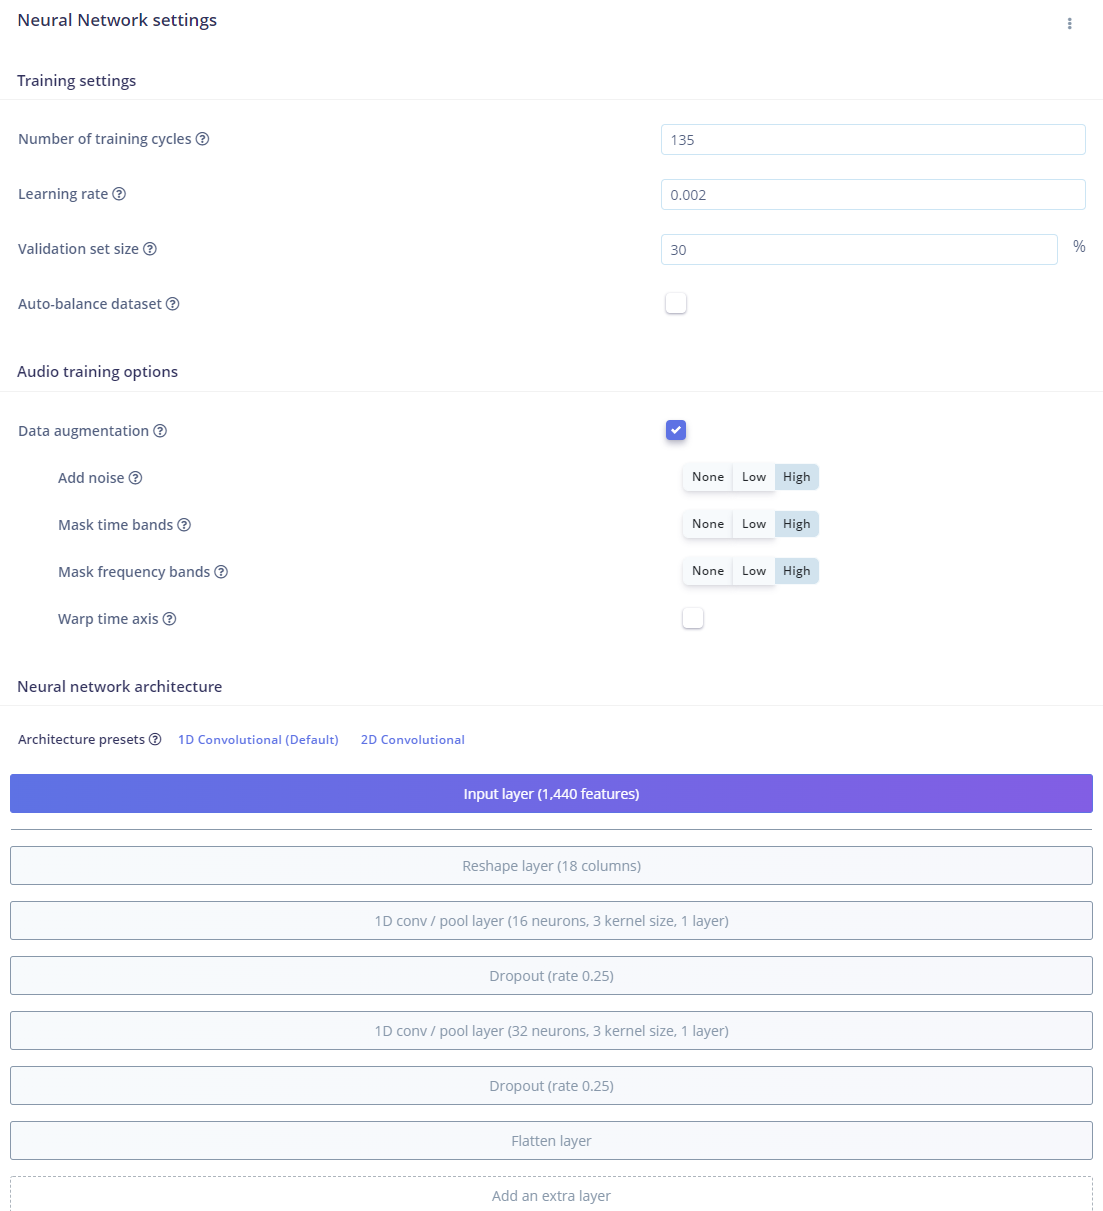 Neural Network settings
Training settings
Number of training cycles
135
Learning rate
0.002
Validation set size
30 %
Auto-balance dataset
Audio training options
Data augmentation
Add noise
None Low High
Mask time bands
None Low High
Mask frequency bands
None Low High
Warp time axis
Neural network architecture
Architecture presets 1D Convolutional (Default) 2D Convolutional
Input layer (1,440 features)
Reshape layer (18 columns)
1D conv / pool layer (16 neurons, 3 kernel size, 1 layer)
Dropout (rate 0.25)
1D conv / pool layer (32 neurons, 3 kernel size, 1 layer)
Dropout (rate 0.25)
Flatten layer
Add an extra layer